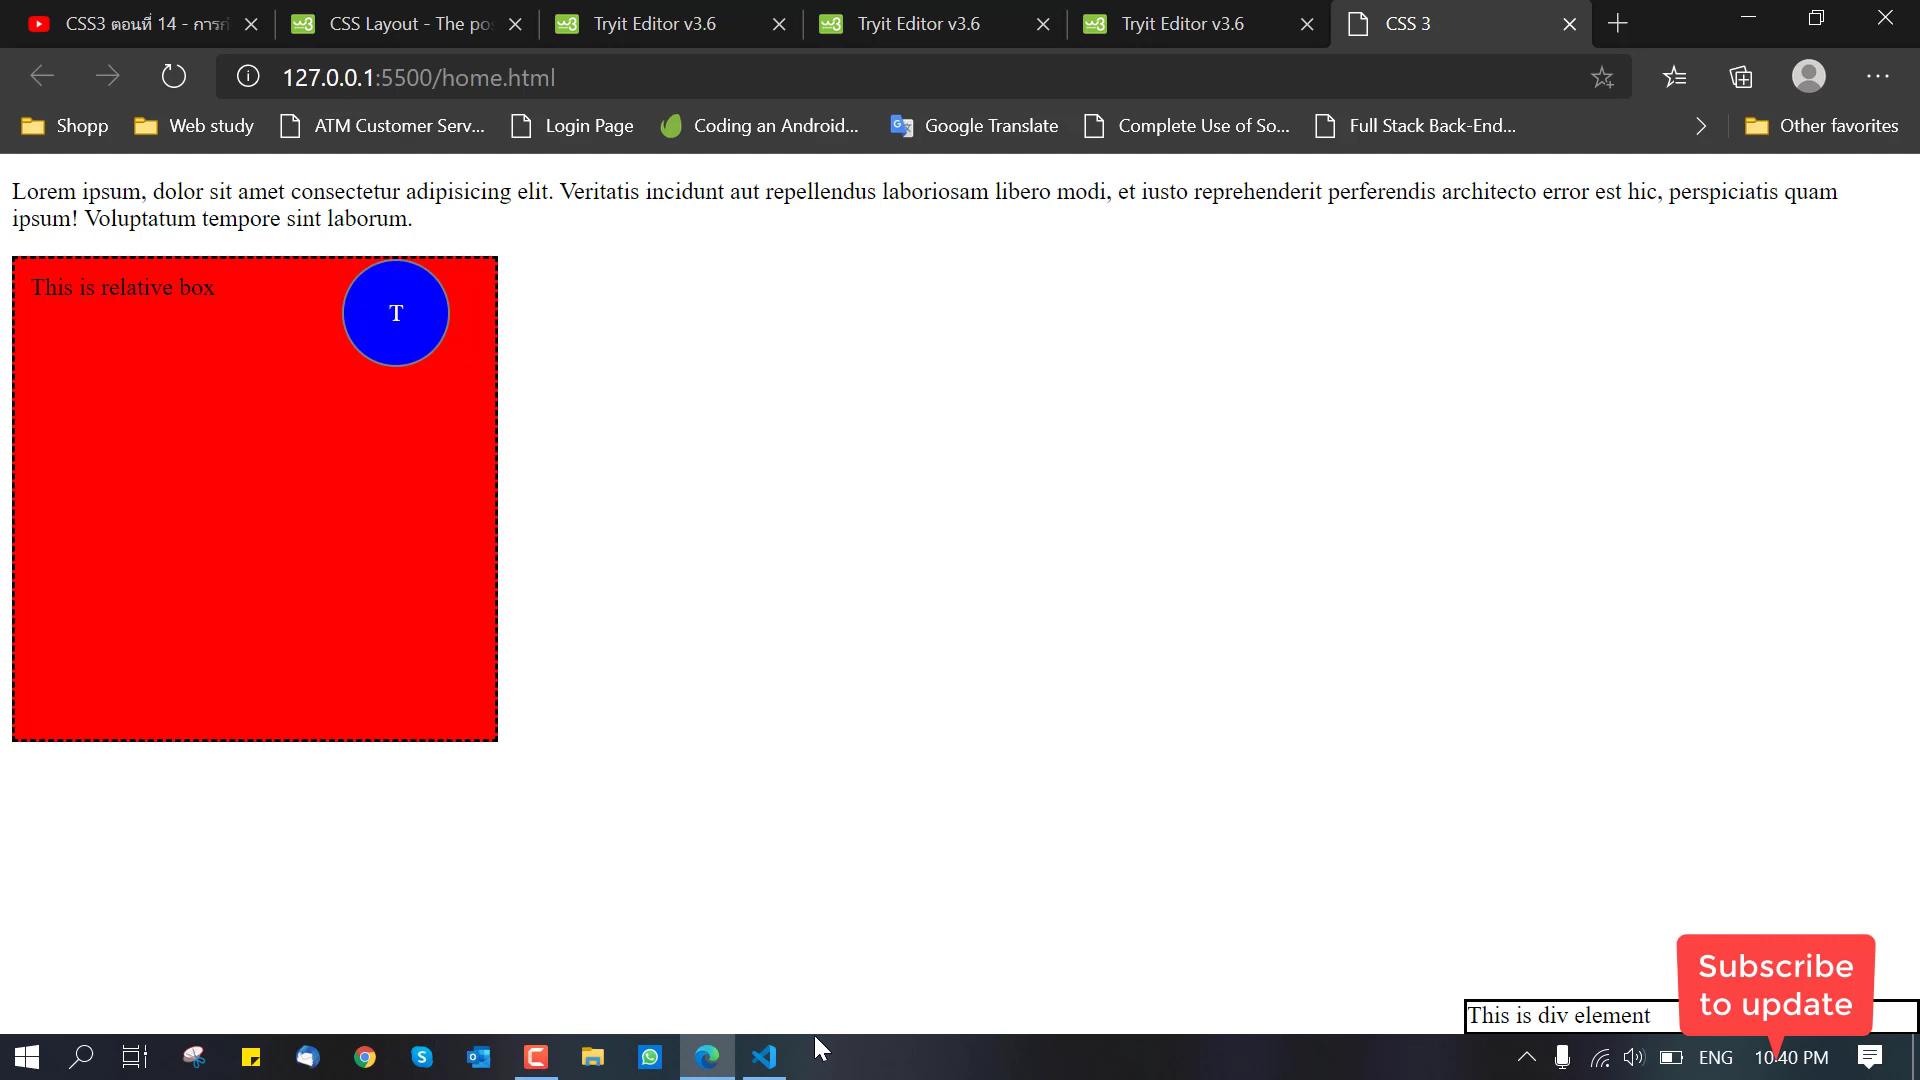 CSS3 ตอนที่ 14 - การก
CSS Layout - The pos
Tryit Editor v3.6
Tryit Editor v3.6
Tryit Editor v3.6
CSS 3
127.0.0.1:5500/home.html
Shopp
Web study
ATM Customer Serv...
Login Page
Coding an Android...
Google Translate
Complete Use of So...
Full Stack Back-End...
Other favorites
Lorem ipsum, dolor sit amet consectetur adipisicing elit. Veritatis incidunt aut repellendus laboriosam libero modi, et iusto reprehenderit perferendis architecto error est hic, perspiciatis quam
ipsum! Voluptatum tempore sint laborum.
This is relative box
T
Subscribe
to update
This is div element
ENG
10:40 PM